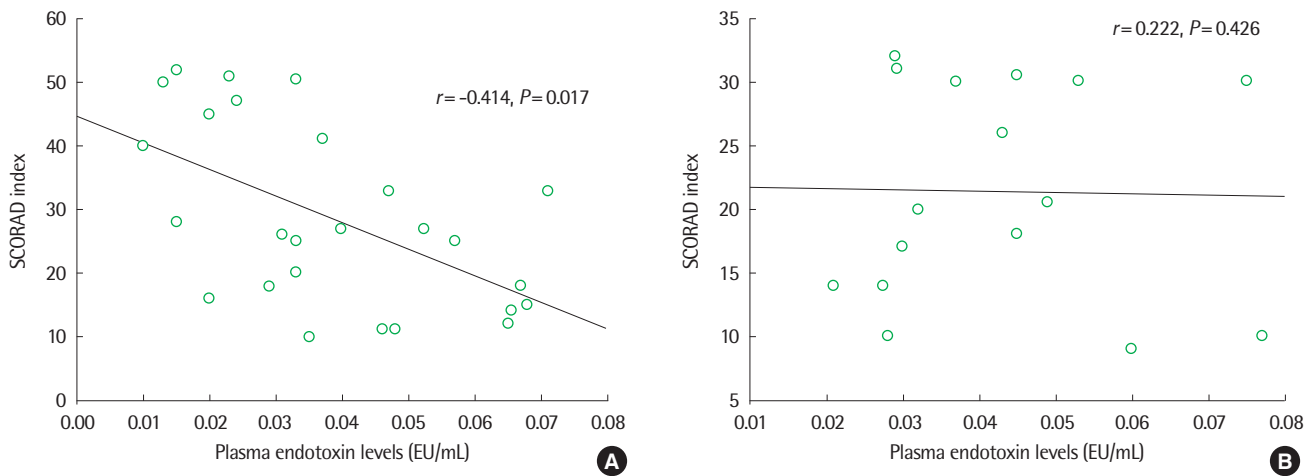 60
50
40
30
20
10
0
SCORAD index
r=-0.414, P=0.017
0.00 0.01 0.02 0.03 0.04 0.05 0.06 0.07 0.08
Plasma endotoxin levels (EU/mL)
A
35
30
25
20
15
10
5
SCORAD index
r=0.222, P=0.426
0.01 0.02 0.03 0.04 0.05 0.06 0.07 0.08
Plasma endotoxin levels (EU/mL)
B